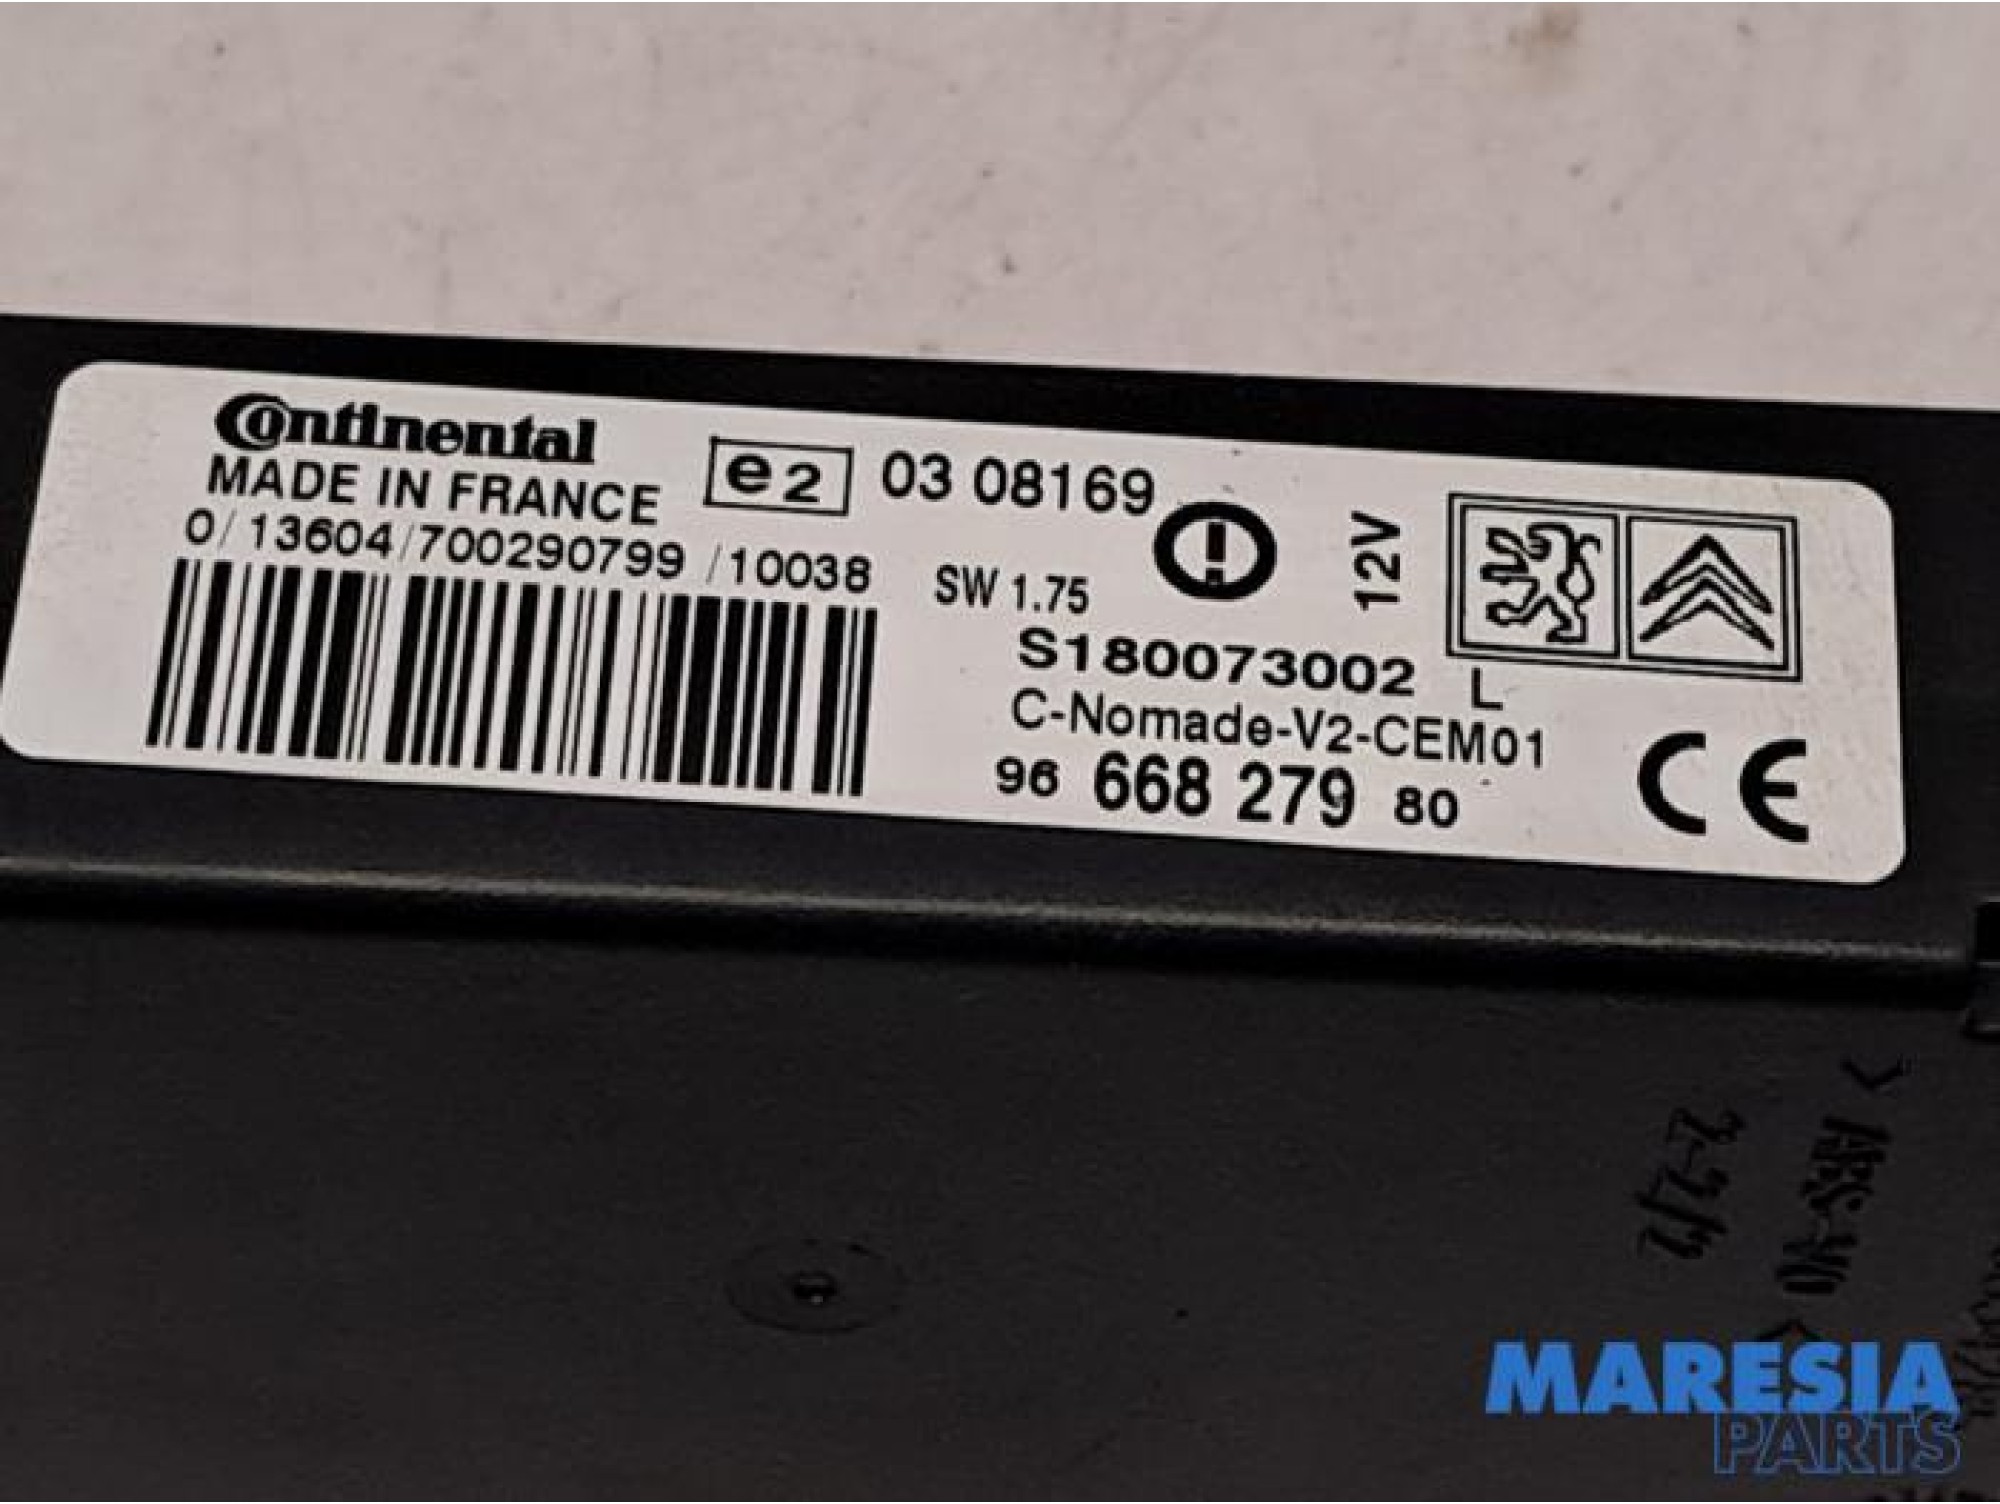 Continental
MADE IN FRANCE
0/13604/700290799 /10038
e2 03 08169
SW 1.75
12V
S180073002 L
C-Nomade-V2-CEM01
96 668 279 80
CE
MARESIA
PARTS